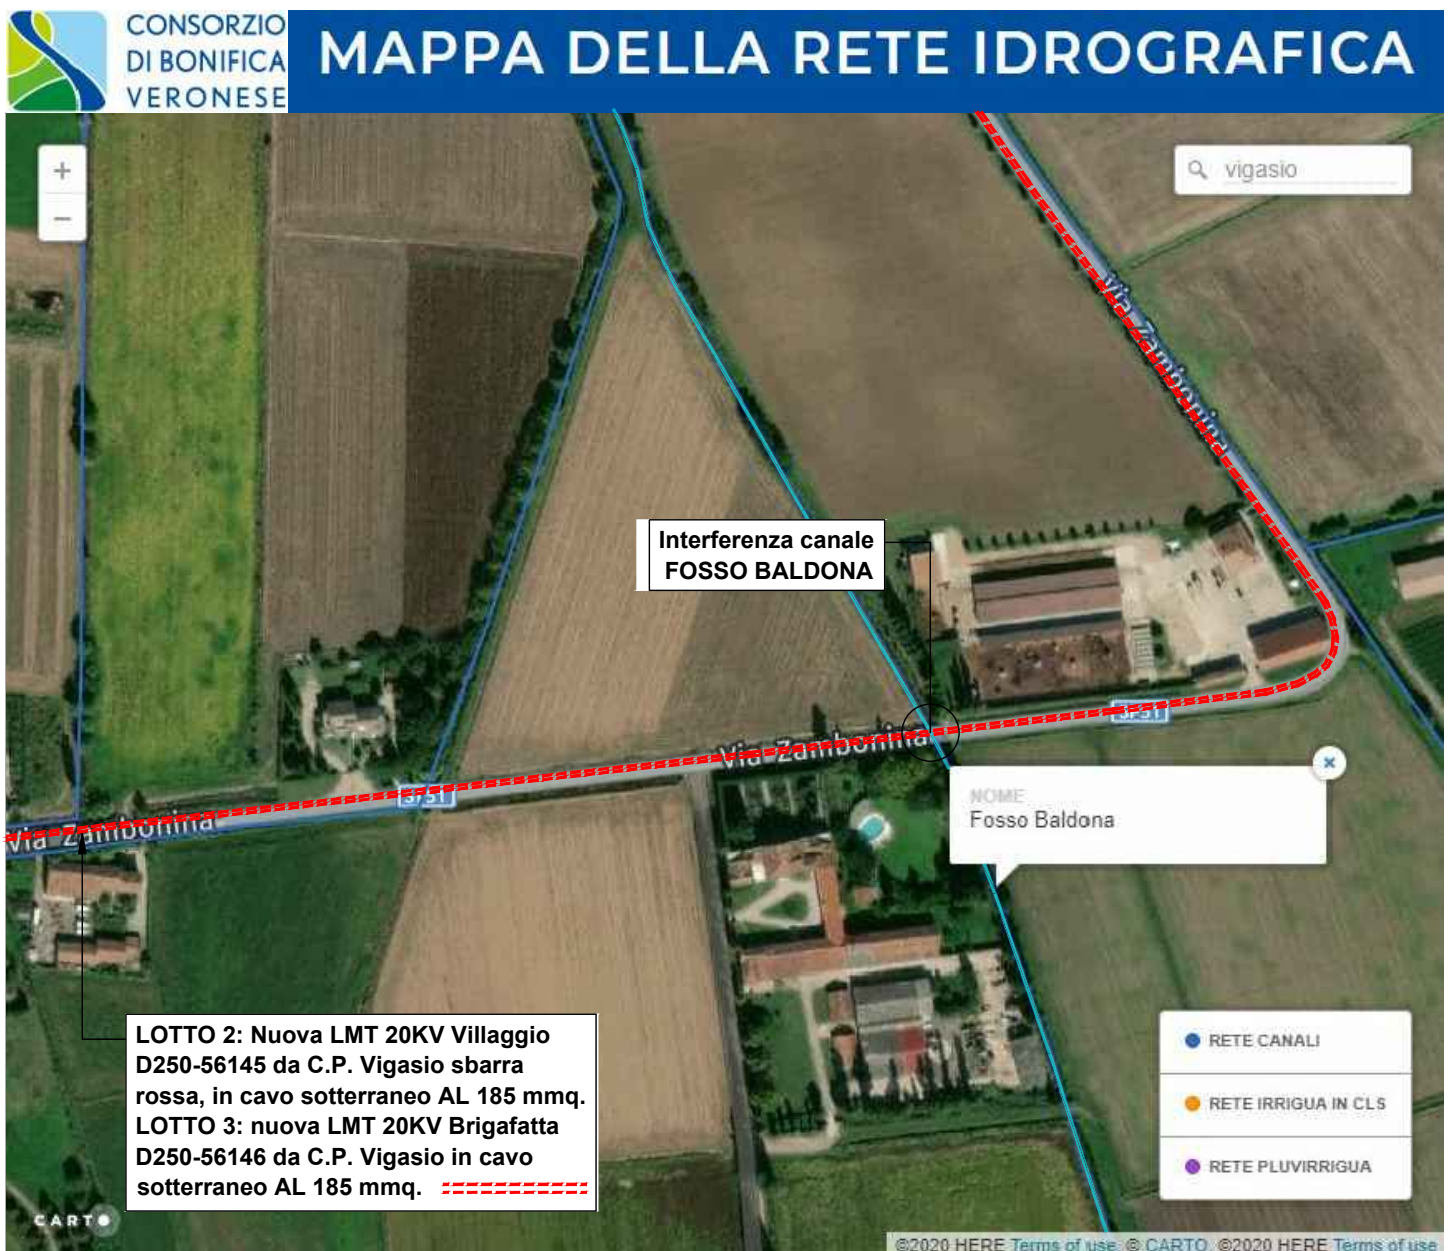 CONSORZIO
DI BONIFICA
VERONESE
MAPPA DELLA RETE IDROGRAFICA
+
−
vigasio
Via Zambonina
Interferenza canale
FOSSO BALDONA
SP51
Via Zambonina
NOME
Fosso Baldona
SP51
Via Zambonina
LOTTO 2: Nuova LMT 20KV Villaggio
D250-56145 da C.P. Vigasio sbarra
rossa, in cavo sotterraneo AL 185 mmq.
LOTTO 3: nuova LMT 20KV Brigafatta
D250-56146 da C.P. Vigasio in cavo
sotterraneo AL 185 mmq.
RETE CANALI
RETE IRRIGUA IN CLS
RETE PLUVIRRIGUA
CARTO
©2020 HERE Terms of use © CARTO, ©2020 HERE Terms of use